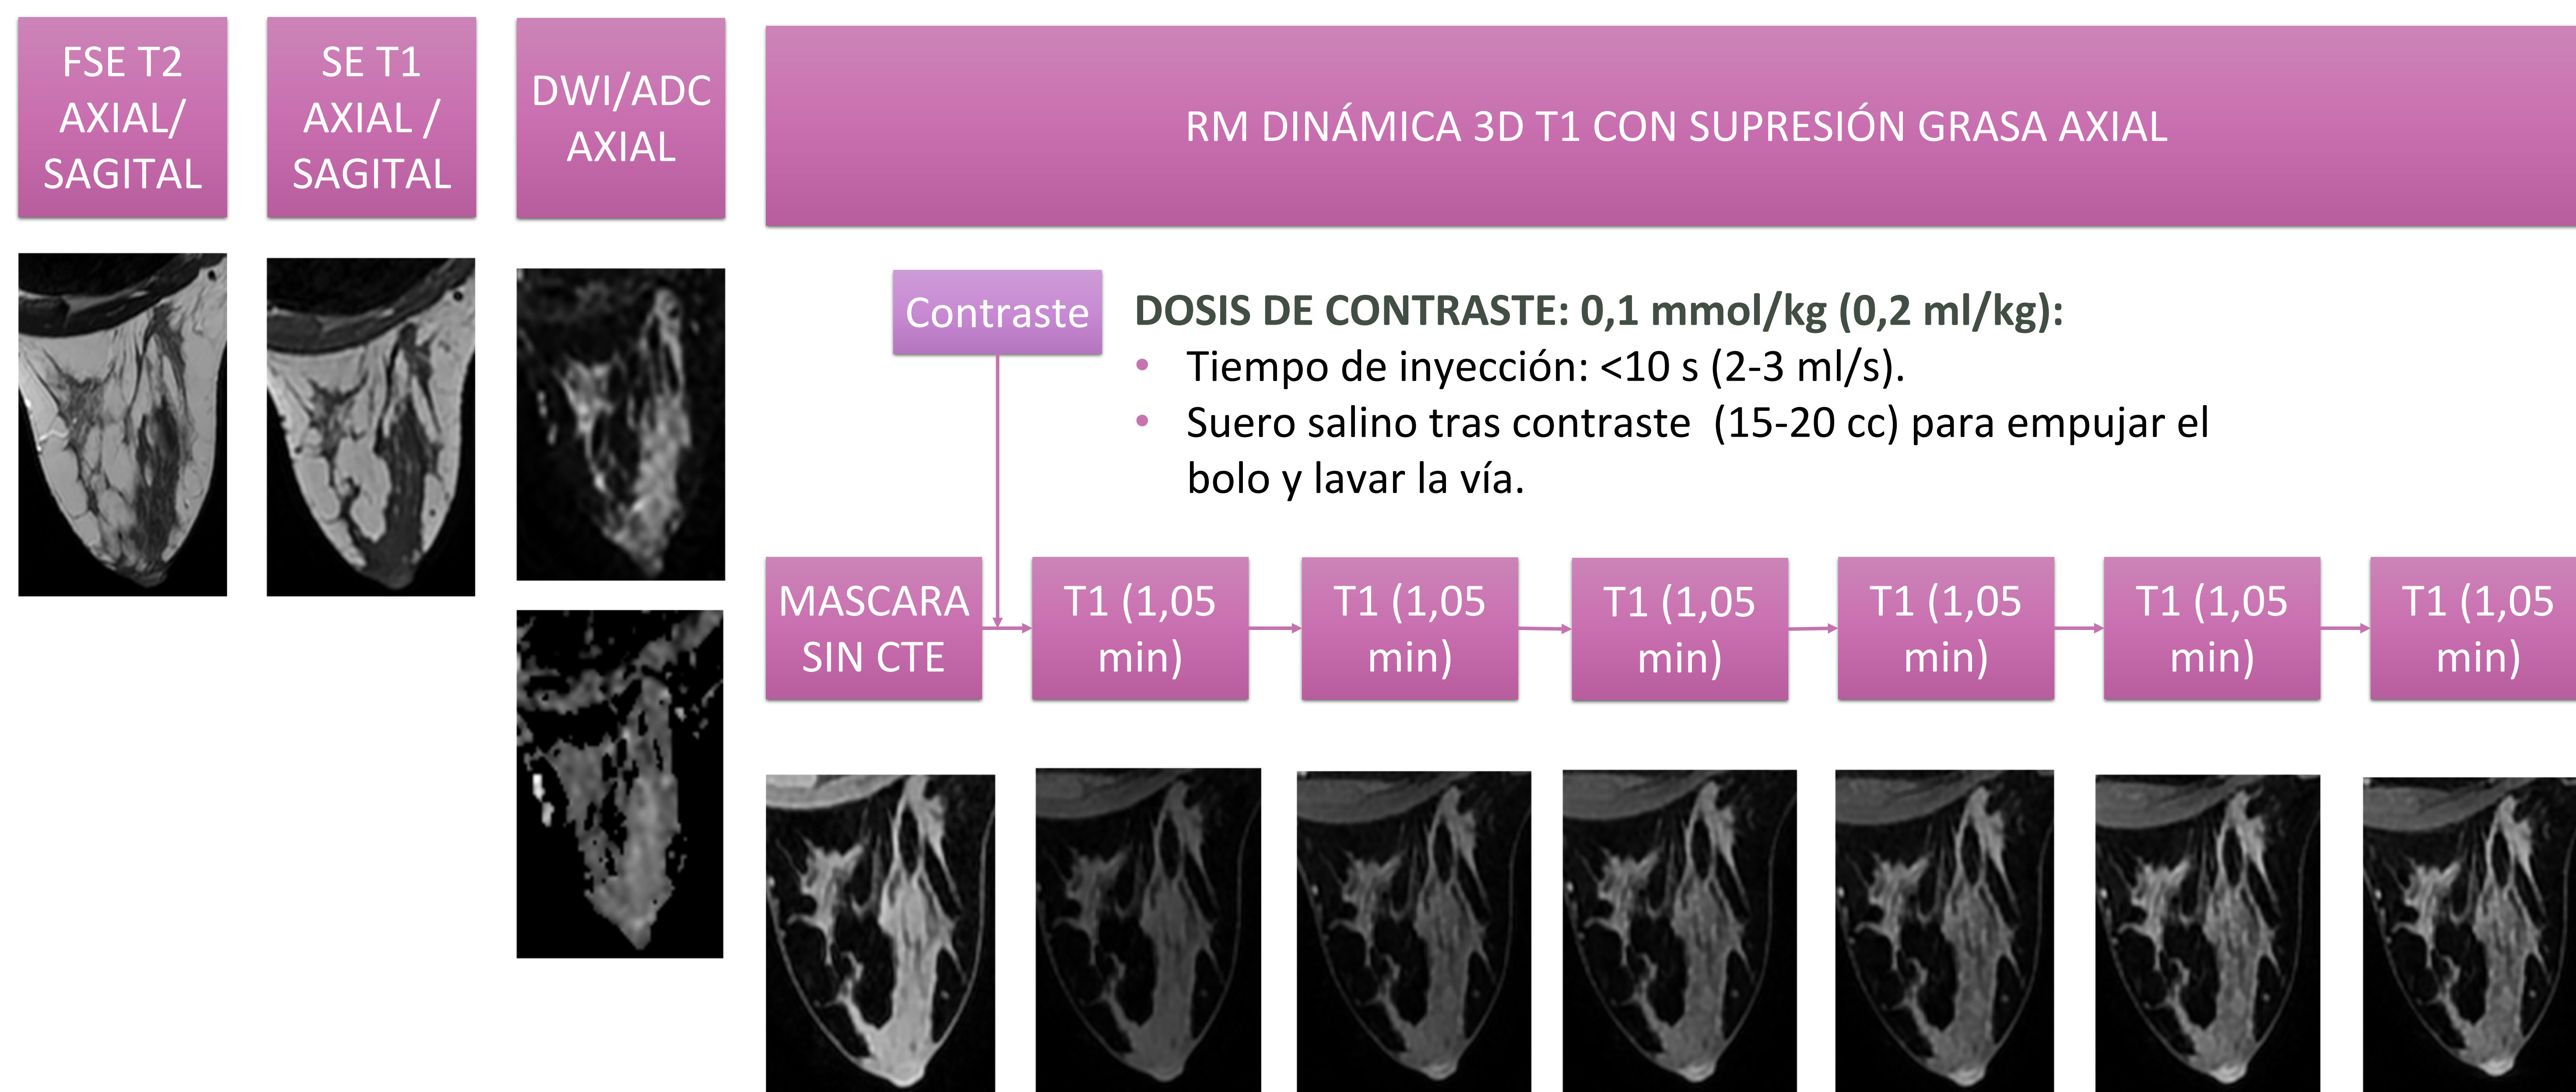 FSE T2
AXIAL/
SAGITAL
SE T1
AXIAL /
SAGITAL
DWI/ADC
AXIAL
RM DINÁMICA 3D T1 CON SUPRESIÓN GRASA AXIAL
Contraste
DOSIS DE CONTRASTE: 0,1 mmol/kg (0,2 ml/kg):
• Tiempo de inyección: <10 s (2-3 ml/s).
• Suero salino tras contraste (15-20 cc) para empujar el
bolo y lavar la vía.
MASCARA
SIN CTE
T1 (1,05
min)
T1 (1,05
min)
T1 (1,05
min)
T1 (1,05
min)
T1 (1,05
min)
T1 (1,05
min)